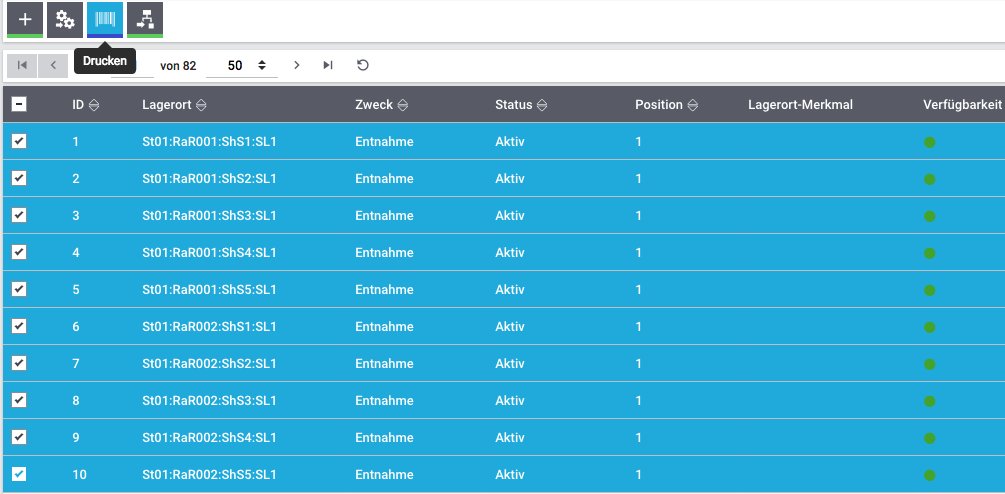 Drucken
von 82 50
ID Lagerort Zweck Status Position Lagerort-Merkmal Verfügbarkeit
1 St01:RaR001:ShS1:SL1 Entnahme Aktiv 1
2 St01:RaR001:ShS2:SL1 Entnahme Aktiv 1
3 St01:RaR001:ShS3:SL1 Entnahme Aktiv 1
4 St01:RaR001:ShS4:SL1 Entnahme Aktiv 1
5 St01:RaR001:ShS5:SL1 Entnahme Aktiv 1
6 St01:RaR002:ShS1:SL1 Entnahme Aktiv 1
7 St01:RaR002:ShS2:SL1 Entnahme Aktiv 1
8 St01:RaR002:ShS3:SL1 Entnahme Aktiv 1
9 St01:RaR002:ShS4:SL1 Entnahme Aktiv 1
10 St01:RaR002:ShS5:SL1 Entnahme Aktiv 1